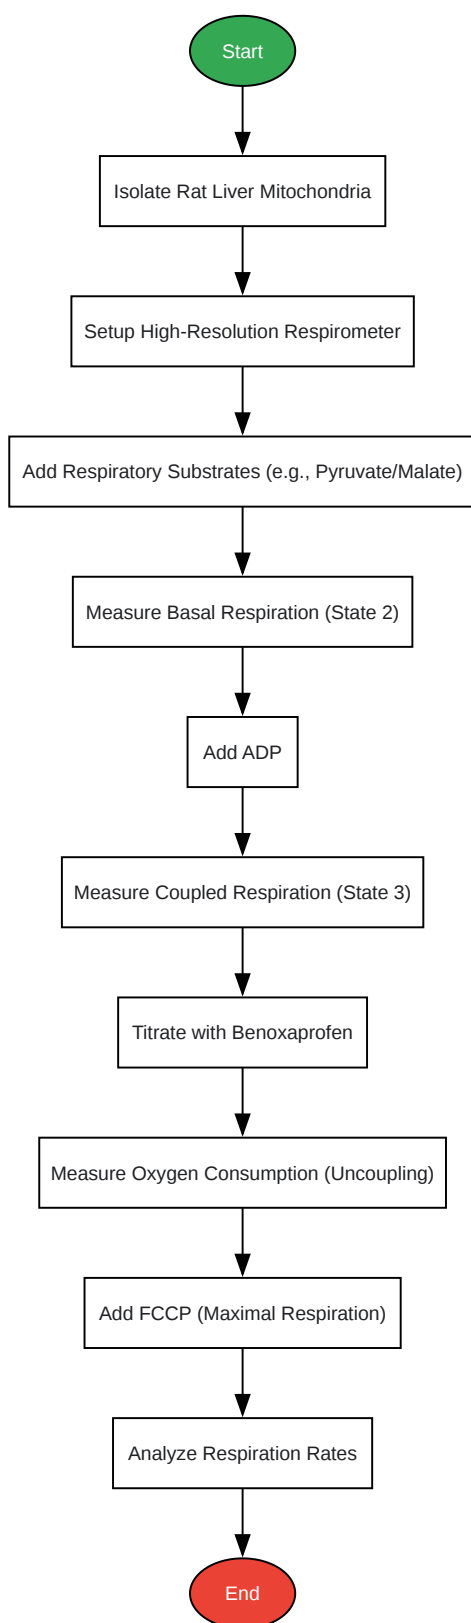 Start
Isolate Rat Liver Mitochondria
Setup High-Resolution Respirometer
Add Respiratory Substrates (e.g., Pyruvate/Malate)
Measure Basal Respiration (State 2)
Add ADP
Measure Coupled Respiration (State 3)
Titrate with Benoxaprofen
Measure Oxygen Consumption (Uncoupling)
Add FCCP (Maximal Respiration)
Analyze Respiration Rates
End